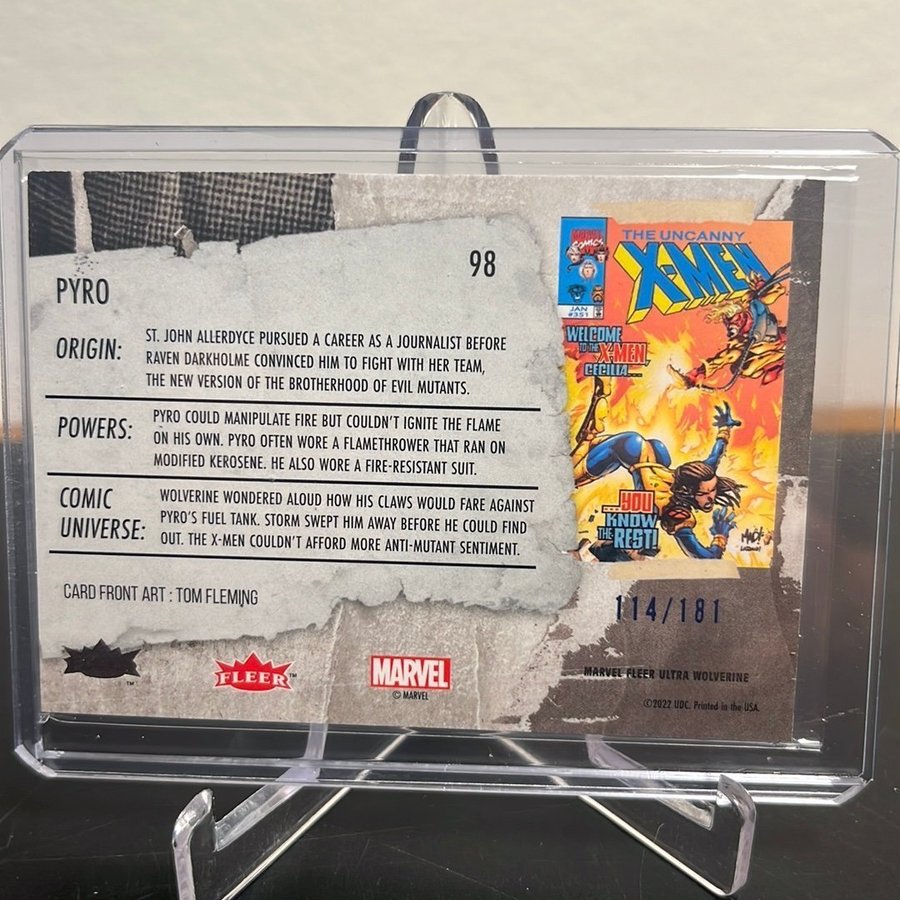 98
PYRO
ORIGIN:
ST. JOHN ALLERDYCE PURSUED A CAREER AS A JOURNALIST BEFORE
RAVEN DARKHOLME CONVINCED HIM TO FIGHT WITH HER TEAM,
THE NEW VERSION OF THE BROTHERHOOD OF EVIL MUTANTS.
POWERS:
PYRO COULD MANIPULATE FIRE BUT COULDN'T IGNITE THE FLAME
ON HIS OWN. PYRO OFTEN WORE A FLAMETHROWER THAT RAN ON
MODIFIED KEROSENE. HE ALSO WORE A FIRE-RESISTANT SUIT.
COMIC
UNIVERSE:
WOLVERINE WONDERED ALOUD HOW HIS CLAWS WOULD FARE AGAINST
PYRO'S FUEL TANK. STORM SWEPT HIM AWAY BEFORE HE COULD FIND
OUT. THE X-MEN COULDN'T AFFORD MORE ANTI-MUTANT SENTIMENT.
CARD FRONT ART : TOM FLEMING
FLEER™
MARVEL
© MARVEL
MARVEL
COMICS
JAN
#351
THE UNCANNY
X-MEN
WELCOME
TO THE X-MEN
CECILIA...
...YOU
KNOW
THE REST!
114/181
MARVEL FLEER ULTRA WOLVERINE
©2022 UDC. Printed in the USA.